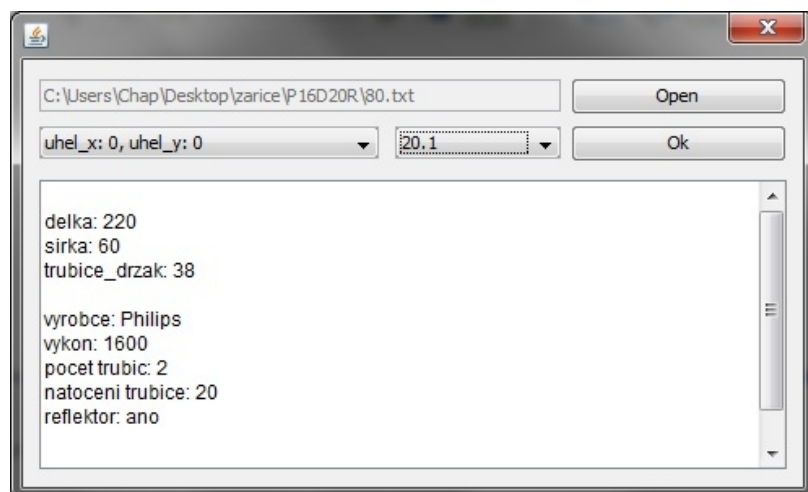 C:\Users\Chap\Desktop\zarice\P16D20R\80.txt
Open
uhel_x: 0, uhel_y: 0
20.1
Ok
delka: 220
sirka: 60
trubice_drzak: 38
vyrobce: Philips
vykon: 1600
pocet trubic: 2
natoceni trubice: 20
reflektor: ano